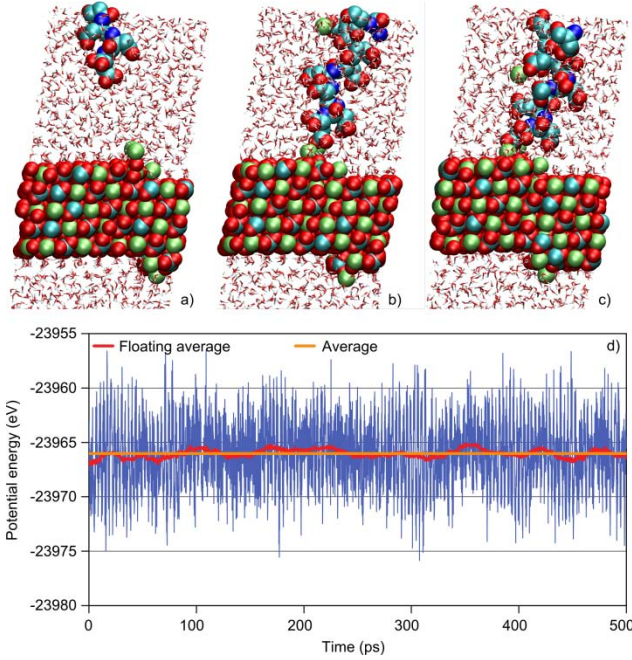 a) b) c)
-23955
Floating average Average d)
-23960
-23965
-23970
-23975
-23980
Potential energy (eV)
0 100 200 300 400 500
Time (ps)